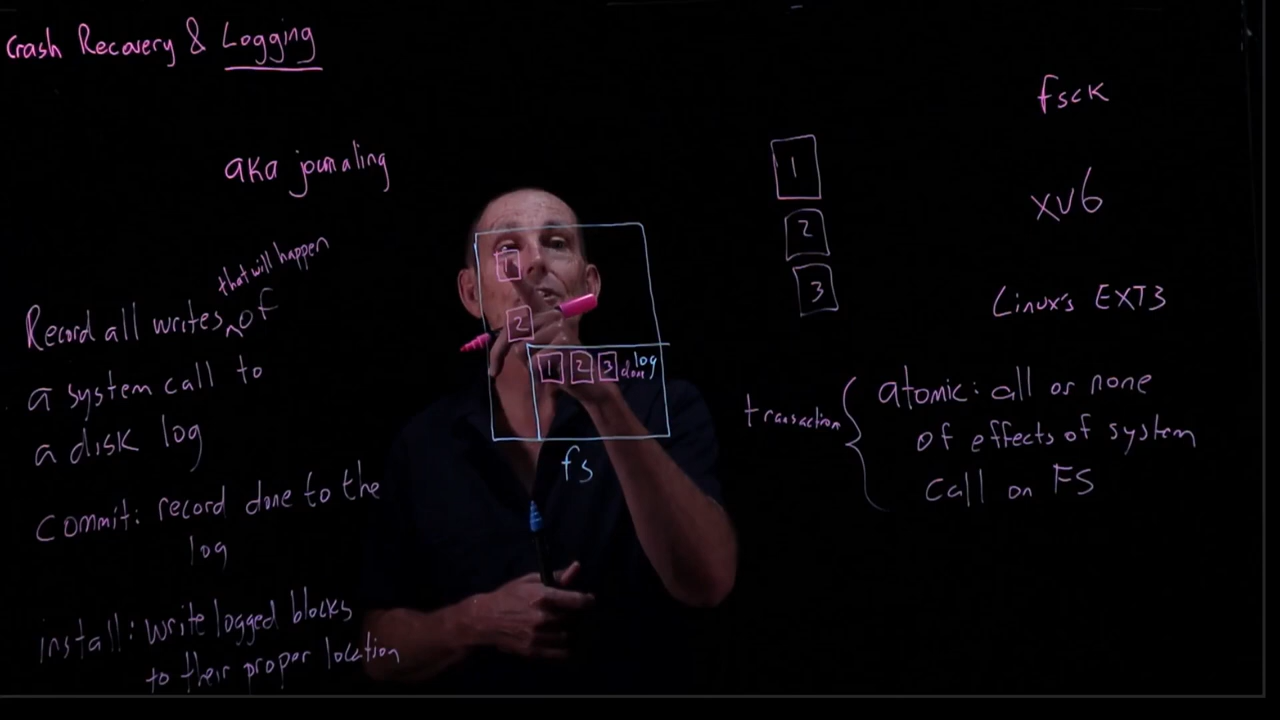 Crash Recovery & Logging
aka journaling
that will happen
Record all writes ^ of
a system call to
a disk log
Commit: record done to the
log
install: write logged blocks
to their proper location
1
2
1 2 3 done log
fs
1
2
3
fsck
xv6
Linux's EXT3
transaction { atomic: all or none
of effects of system
call on FS